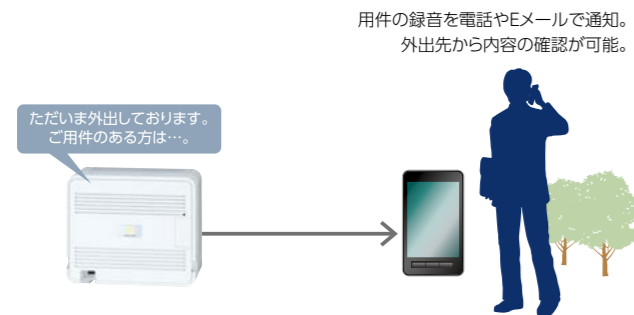 用件の録音を電話やEメールで通知。
外出先から内容の確認が可能。
ただいま外出しております。
ご用件のある方は…。